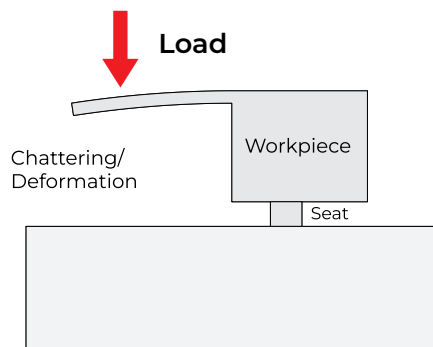 Load
Workpiece
Chattering/
Deformation
Seat